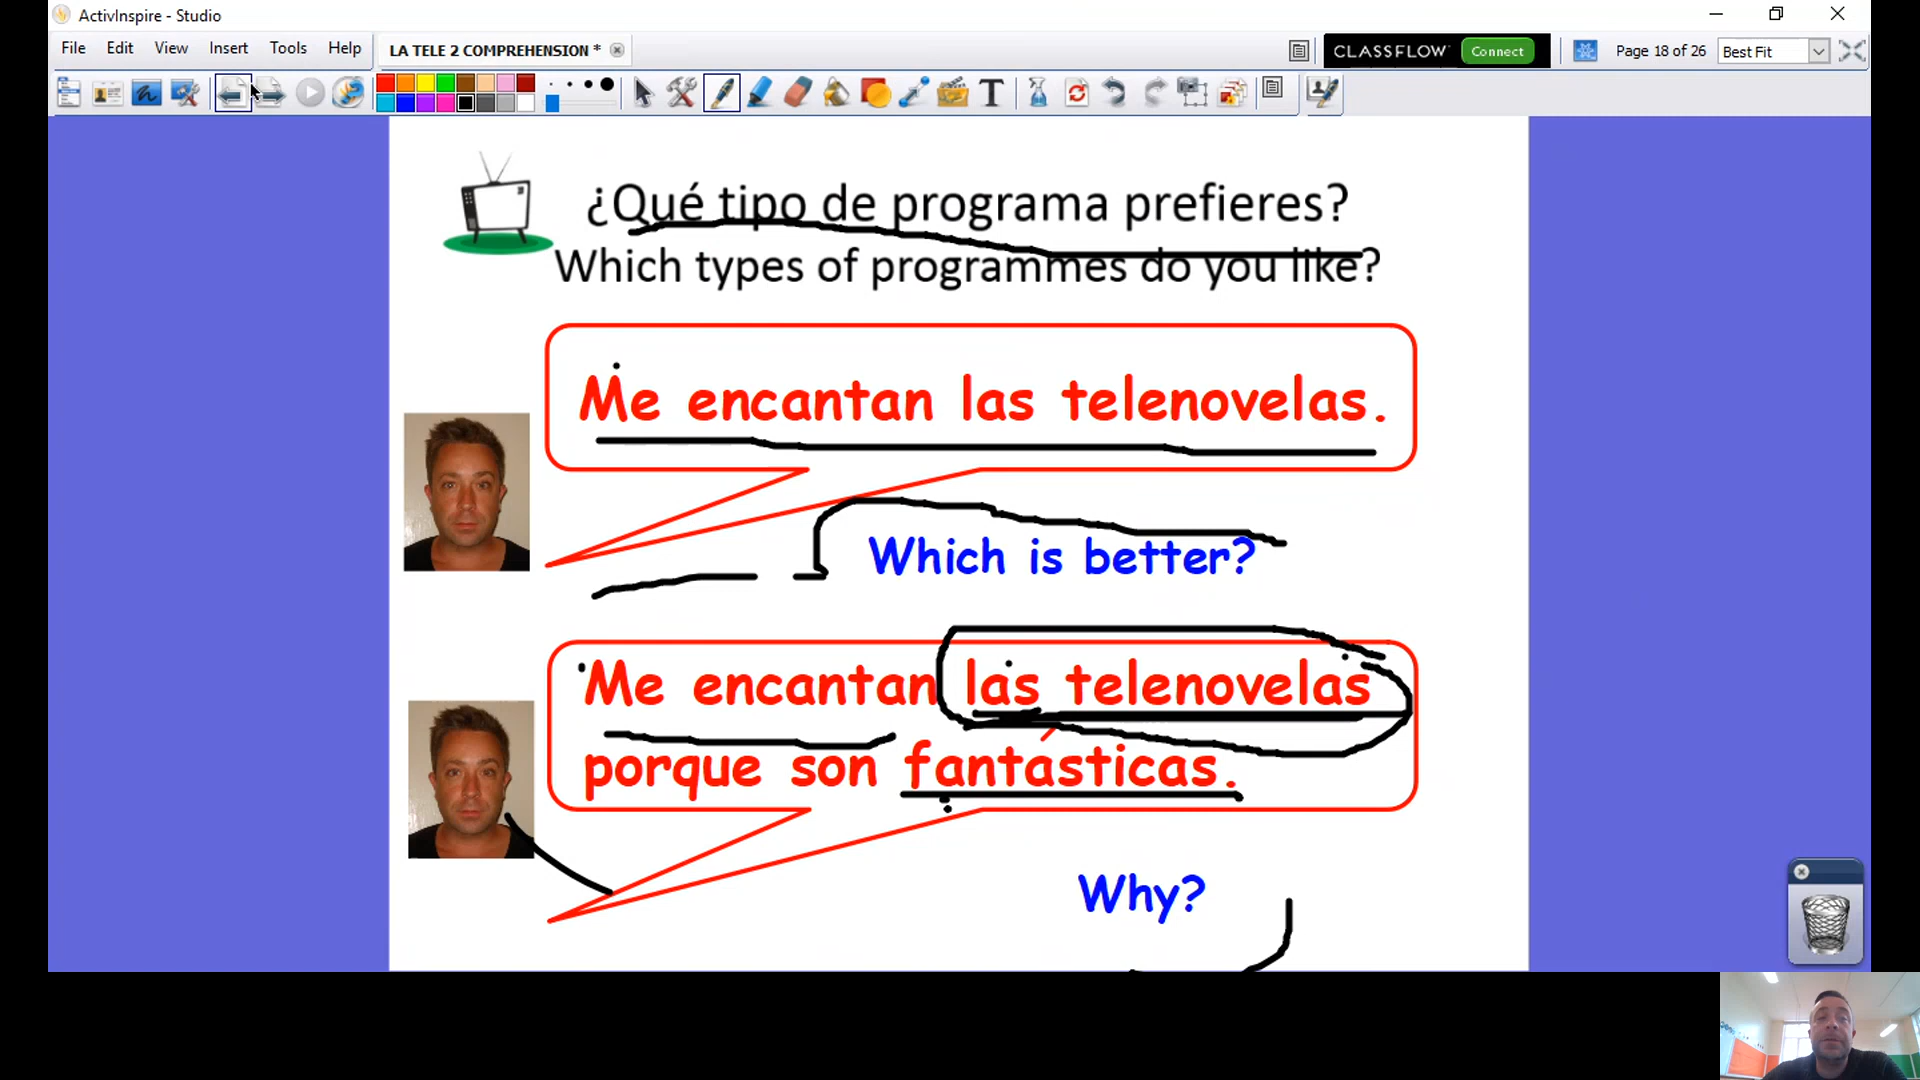 ActivInspire - Studio
File Edit View Insert Tools Help
LA TELE 2 COMPREHENSION *
CLASSFLOW Connect
Page 18 of 26 Best Fit
¿Qué tipo de programa prefieres?
Which types of programmes do you like?
Me encantan las telenovelas.
Which is better?
Me encantan las telenovelas
porque son fantásticas.
Why?